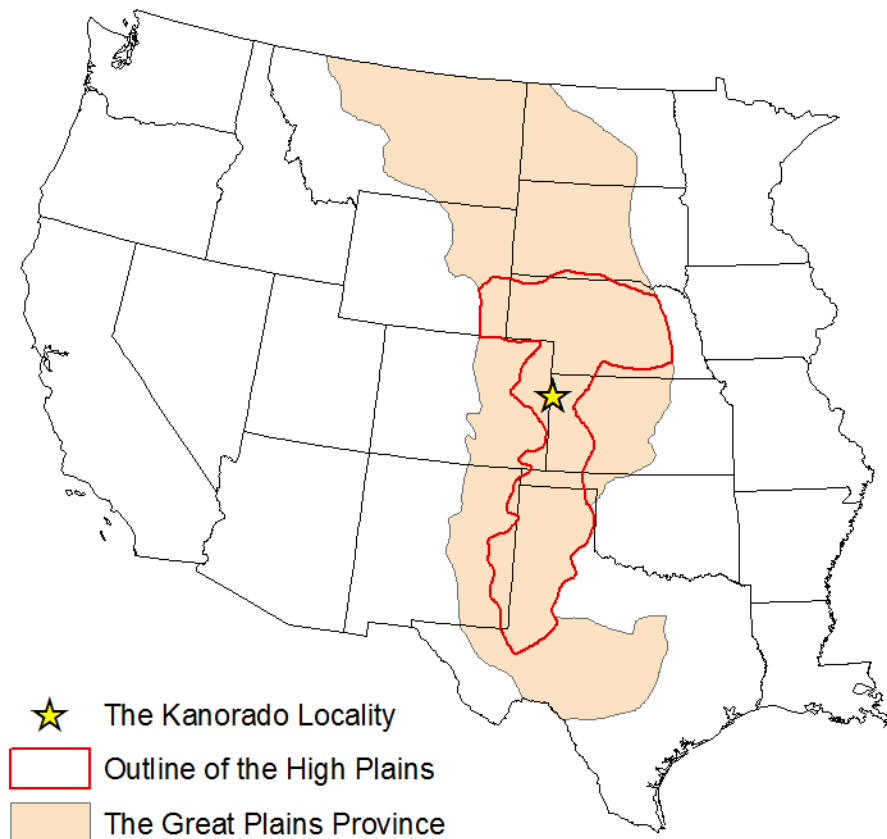 The Kanorado Locality
Outline of the High Plains
The Great Plains Province